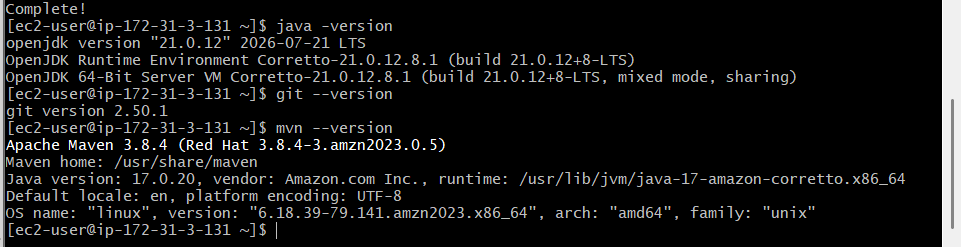 Complete!
[ec2-user@ip-172-31-3-131 ~]$ java -version
openjdk version "21.0.12" 2026-07-21 LTS
OpenJDK Runtime Environment Corretto-21.0.12.8.1 (build 21.0.12+8-LTS)
OpenJDK 64-Bit Server VM Corretto-21.0.12.8.1 (build 21.0.12+8-LTS, mixed mode, sharing)
[ec2-user@ip-172-31-3-131 ~]$ git --version
git version 2.50.1
[ec2-user@ip-172-31-3-131 ~]$ mvn --version
Apache Maven 3.8.4 (Red Hat 3.8.4-3.amzn2023.0.5)
Maven home: /usr/share/maven
Java version: 17.0.20, vendor: Amazon.com Inc., runtime: /usr/lib/jvm/java-17-amazon-corretto.x86_64
Default locale: en, platform encoding: UTF-8
OS name: "linux", version: "6.18.39-79.141.amzn2023.x86_64", arch: "amd64", family: "unix"
[ec2-user@ip-172-31-3-131 ~]$